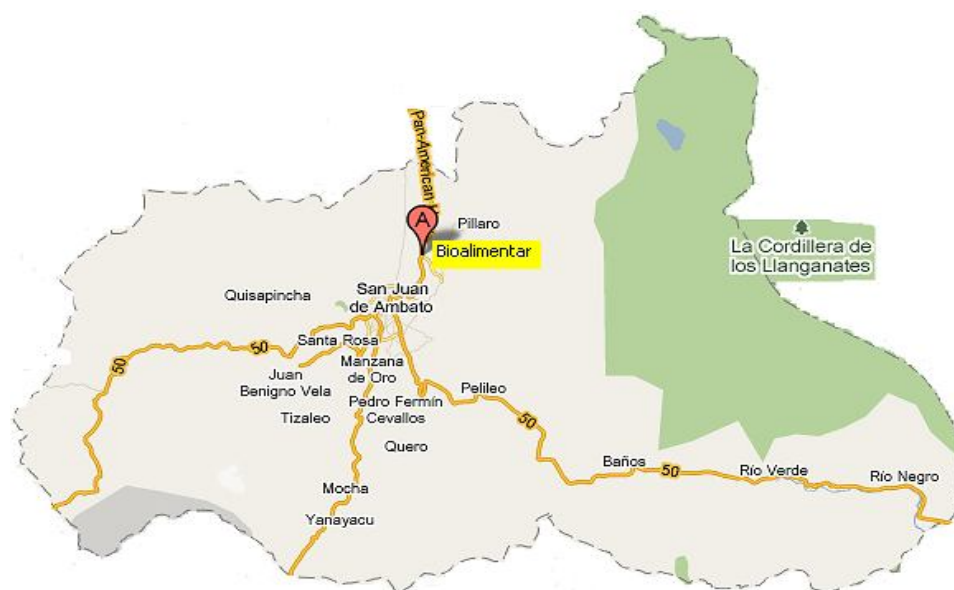 Pan-American H
A
Pillaro
Bioalimentar
La Cordillera de
los Llanganates
San Juan
de Ambato
Quisapincha
Santa Rosa
50
50
Manzana
de Oro
Juan
Benigno Vela
Pelileo
Pedro Fermín
Cevallos
Tizaleo
50
Quero
Baños
50
Río Verde
Río Negro
Mocha
Yanayacu